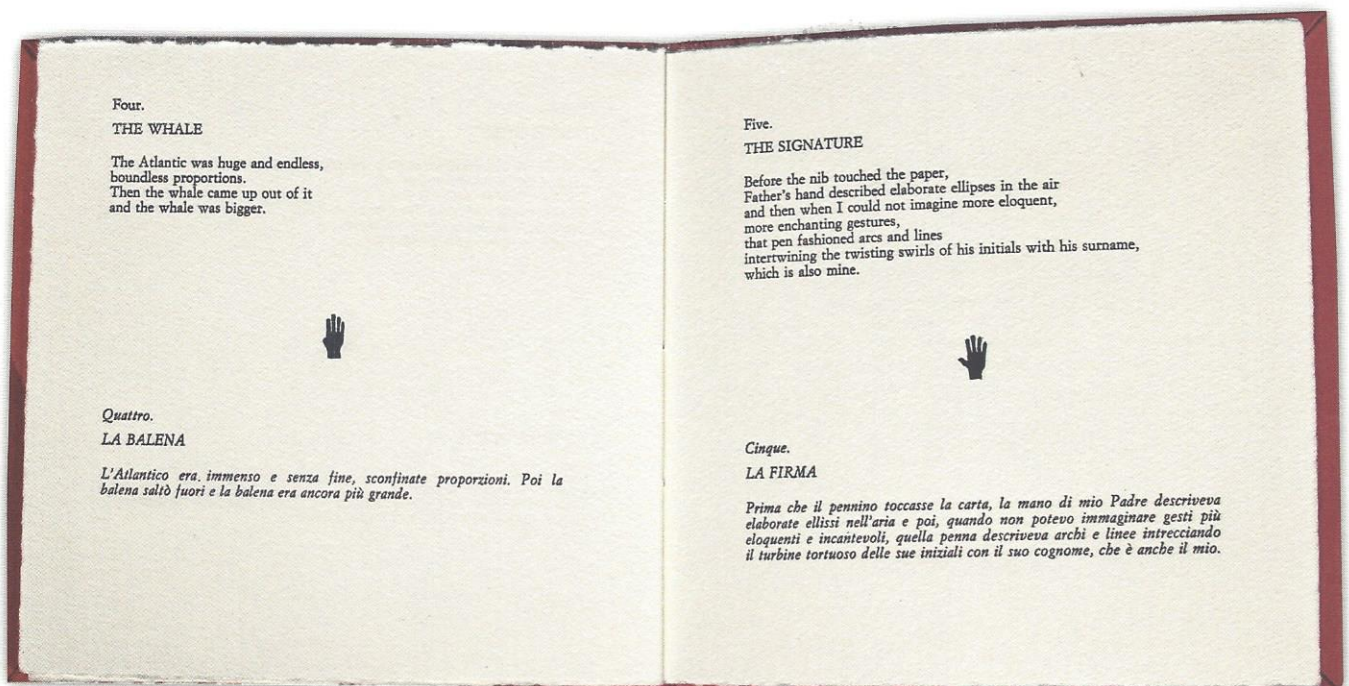 Four.
THE WHALE
The Atlantic was huge and endless,
boundless proportions.
Then the whale came up out of it
and the whale was bigger.
Quattro.
LA BALENA
L'Atlantico era immenso e senza fine, sconfinate proporzioni. Poi la
balena saltò fuori e la balena era ancora più grande.
Five.
THE SIGNATURE
Before the nib touched the paper,
Father's hand described elaborate ellipses in the air
and then when I could not imagine more eloquent,
more enchanting gestures,
that pen fashioned arcs and lines
intertwining the twisting swirls of his initials with his surname,
which is also mine.
Cinque.
LA FIRMA
Prima che il pennino toccasse la carta, la mano di mio Padre descriveva
elaborate ellissi nell'aria e poi, quando non potevo immaginare gesti più
eloquenti e incantevoli, quella penna descriveva archi e linee intrecciando
il turbine tortuoso delle sue iniziali con il suo cognome, che è anche il mio.